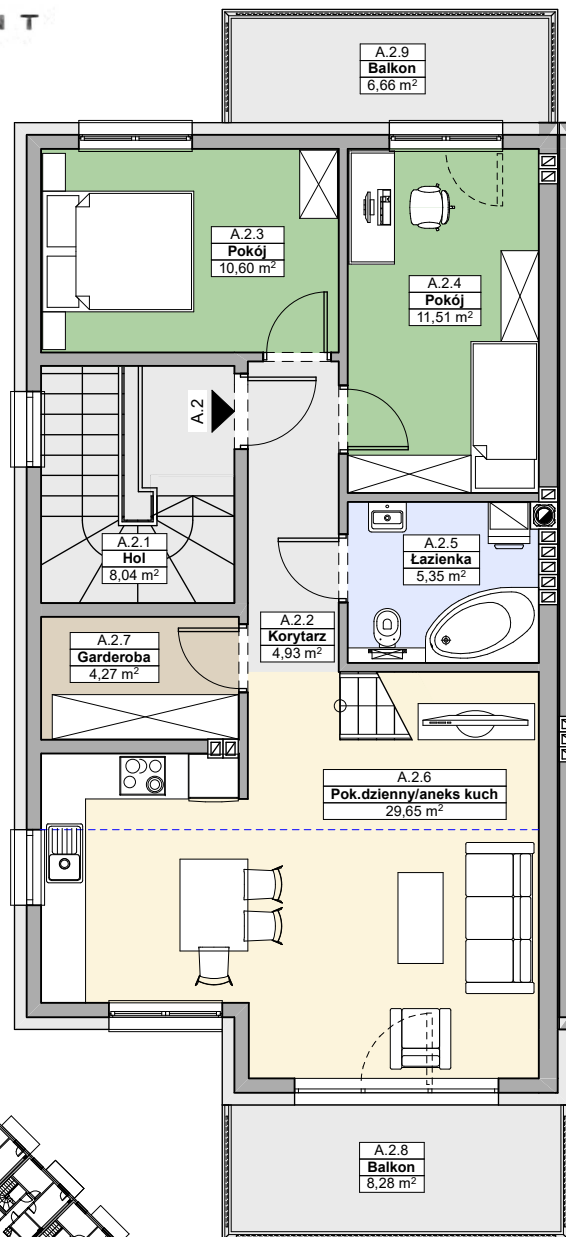 NT
A.2.9
Balkon
6,66 m²
A.2.3
Pokój
10,60 m²
A.2.4
Pokój
11,51 m²
A.2
A.2.1
Hol
8,04 m²
A.2.5
Łazienka
5,35 m²
A.2.2
Korytarz
4,93 m²
A.2.7
Garderoba
4,27 m²
A.2.6
Pok.dzienny/aneks kuch
29,65 m²
A.2.8
Balkon
8,28 m²